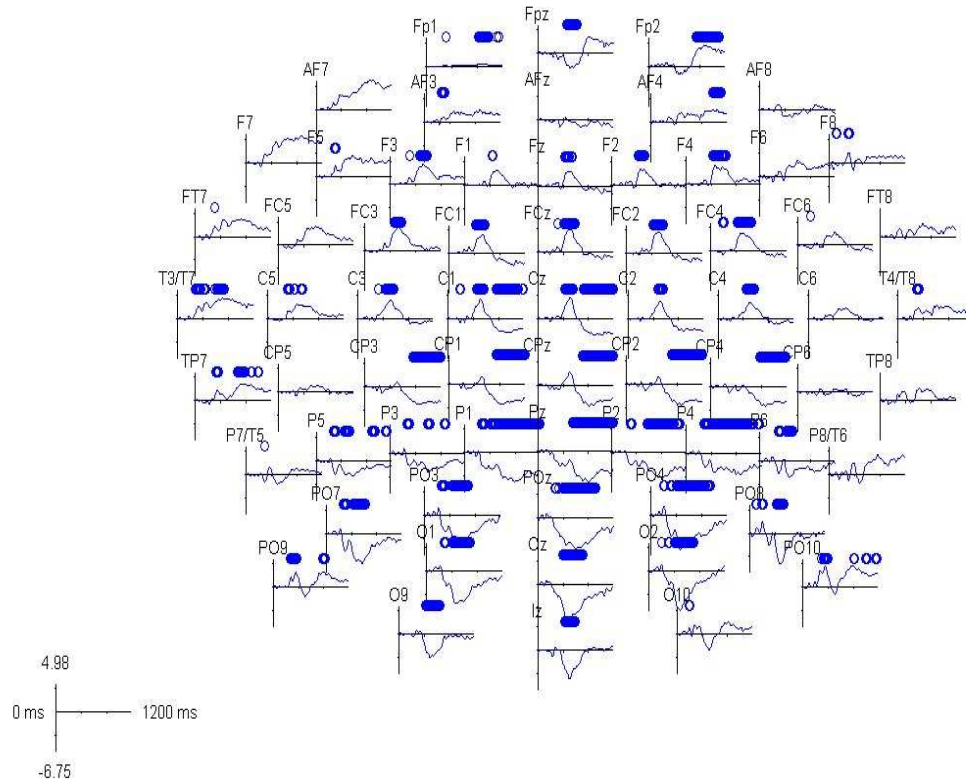 Fp1 Fpz Fp2
AF7 AF3 AFz AF4 AF8
F7 F5 F3 F1 Fz F2 F4 F6 F8
FT7 FC5 FC3 FC1 FCz FC2 FC4 FC6 FT8
T3/T7 C5 C3 C1 Cz C2 C4 C6 T4/T8
TP7 CP5 CP3 CP1 CPz CP2 CP4 CP6 TP8
P7/T5 P5 P3 P1 Pz P2 P4 P6 P8/T6
PO7 PO3 POz PO4 PO8
PO9 O1 Oz O2 PO10
O9 Iz O10
4.98
0 ms 1200 ms
-6.75